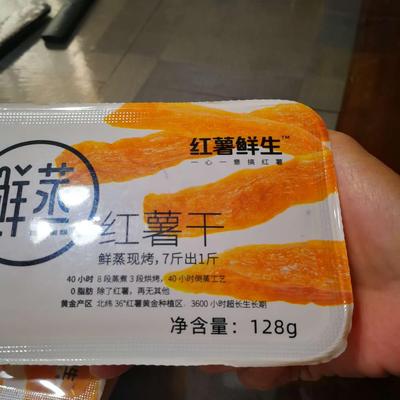 红薯鲜生™
一心一意搞红薯
鲜蒸
红薯干
鲜蒸现烤,7斤出1斤
40小时 8段蒸煮3段烘烤,40小时倒蒸工艺
0脂肪 除了红薯,再无其他
黄金产区 北纬36°红薯黄金种植区,3600小时超长生长期
净含量:128g